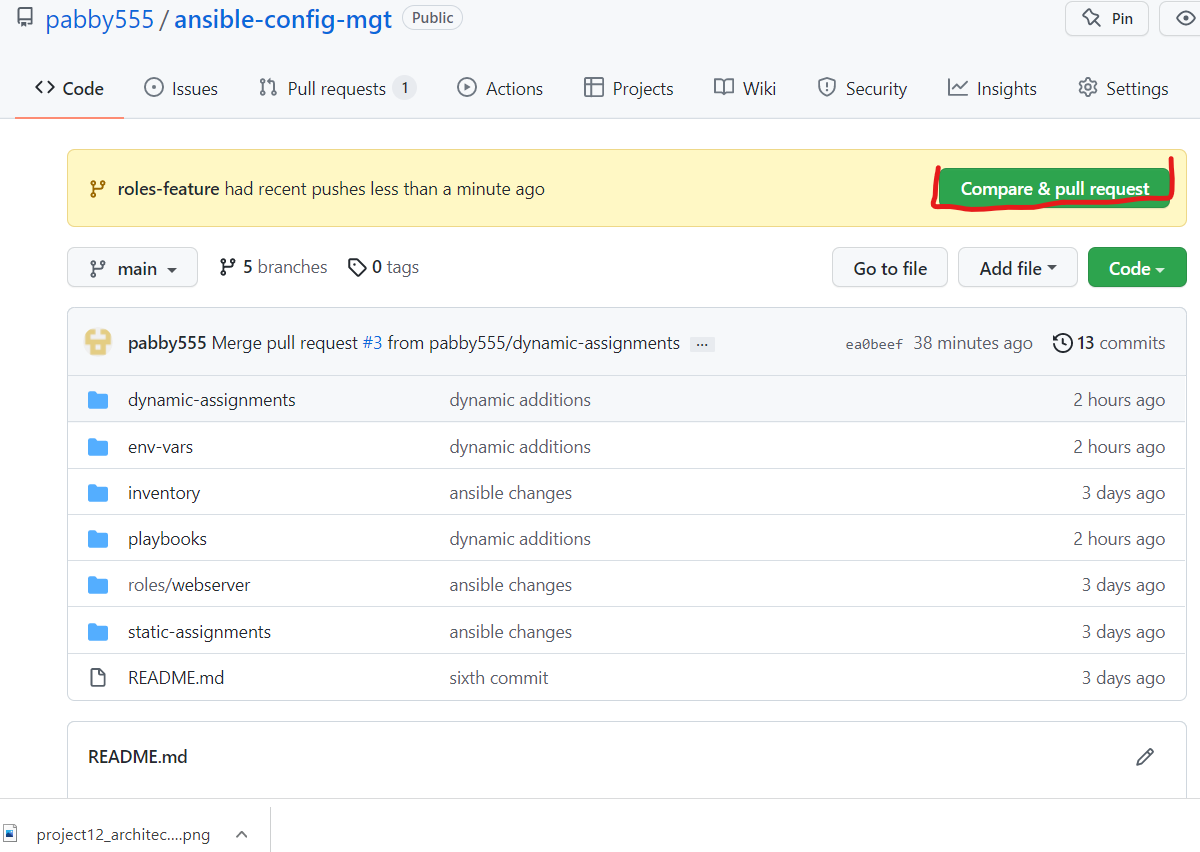 pabby555 / ansible-config-mgt Public Pin
Code Issues Pull requests 1 Actions Projects Wiki Security Insights Settings
roles-feature had recent pushes less than a minute ago Compare & pull request
main 5 branches 0 tags Go to file Add file Code
pabby555 Merge pull request #3 from pabby555/dynamic-assignments ... ea0beef 38 minutes ago 13 commits
dynamic-assignments dynamic additions 2 hours ago
env-vars dynamic additions 2 hours ago
inventory ansible changes 3 days ago
playbooks dynamic additions 2 hours ago
roles/webserver ansible changes 3 days ago
static-assignments ansible changes 3 days ago
README.md sixth commit 3 days ago
README.md
project12_architec....png